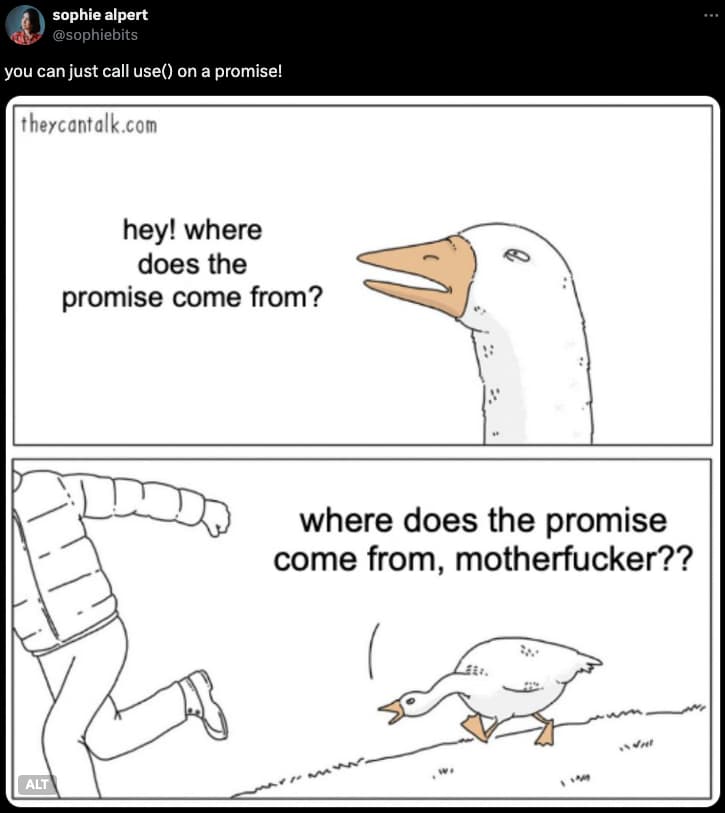 sophie alpert
@sophiebits
you can just call use() on a promise!
theycantalk.com
hey! where
does the
promise come from?
where does the promise
come from, motherfucker??
ALT